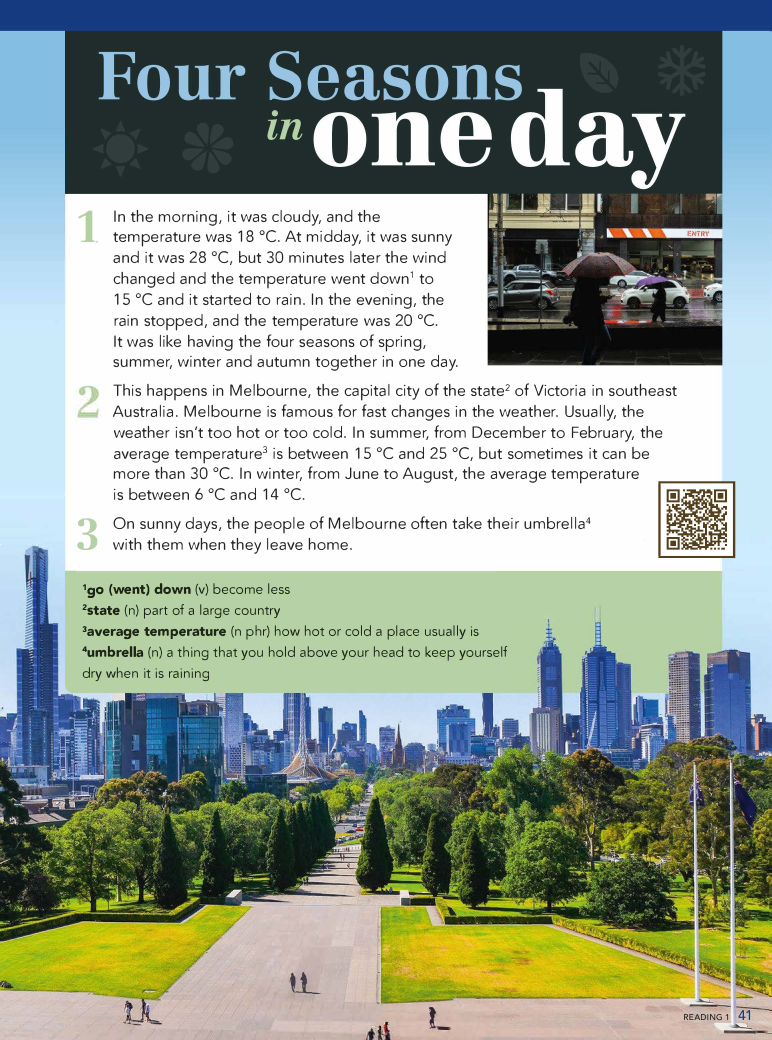 Four Seasons
in one day
ENTRY
1 In the morning, it was cloudy, and the
temperature was 18 °C. At midday, it was sunny
and it was 28 °C, but 30 minutes later the wind
changed and the temperature went down¹ to
15 °C and it started to rain. In the evening, the
rain stopped, and the temperature was 20 °C.
It was like having the four seasons of spring,
summer, winter and autumn together in one day.
2 This happens in Melbourne, the capital city of the state² of Victoria in southeast
Australia. Melbourne is famous for fast changes in the weather. Usually, the
weather isn’t too hot or too cold. In summer, from December to February, the
average temperature³ is between 15 °C and 25 °C, but sometimes it can be
more than 30 °C. In winter, from June to August, the average temperature
is between 6 °C and 14 °C.
3 On sunny days, the people of Melbourne often take their umbrella⁴
with them when they leave home.
¹go (went) down (v) become less
²state (n) part of a large country
³average temperature (n phr) how hot or cold a place usually is
⁴umbrella (n) a thing that you hold above your head to keep yourself
dry when it is raining
READING 1 41